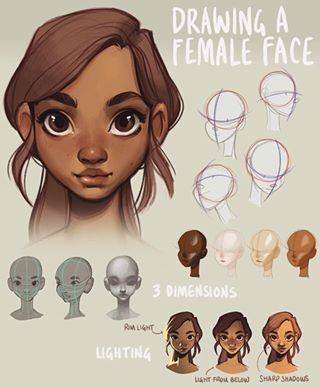 DRAWING A
FEMALE FACE
3 DIMENSIONS
RIM LIGHT
LIGHTING
LIGHT FROM BELOW
SHARP SHADOWS